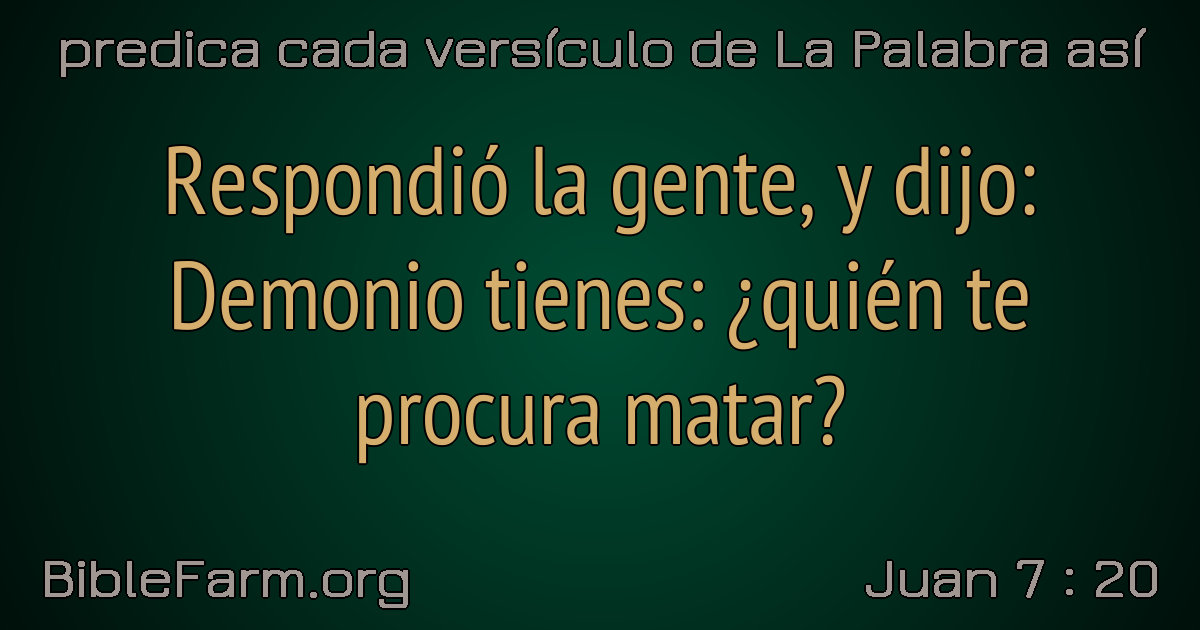 predica cada versículo de La Palabra así
Respondió la gente, y dijo:
Demonio tienes: ¿quién te
procura matar?
BibleFarm.org
Juan 7 : 20